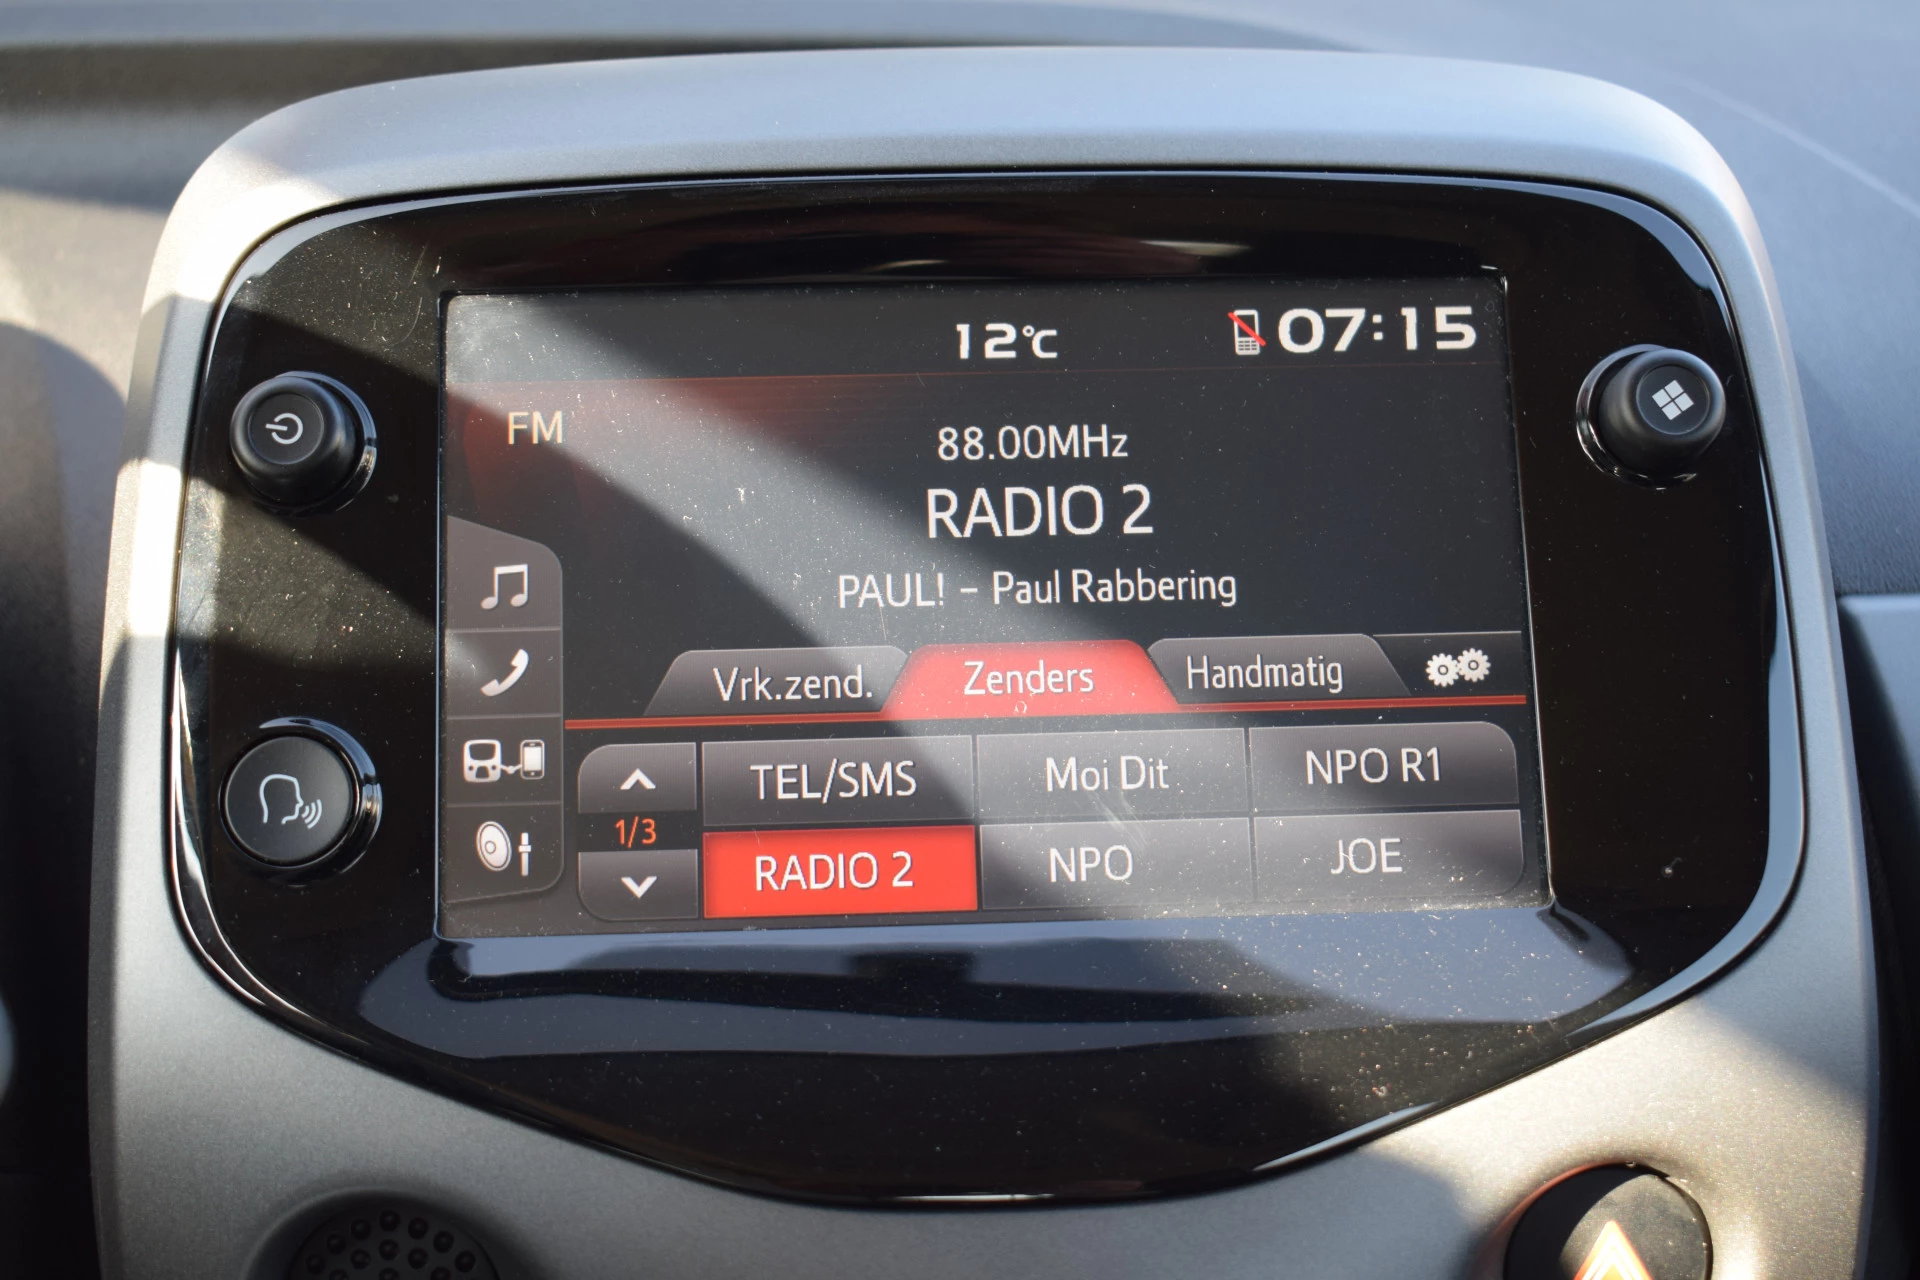 12°C
07:15
FM
88.00MHz
RADIO 2
PAUL! – Paul Rabbering
Vrk.zend. Zenders Handmatig
TEL/SMS Moi Dit NPO R1
1/3
RADIO 2 NPO JOE